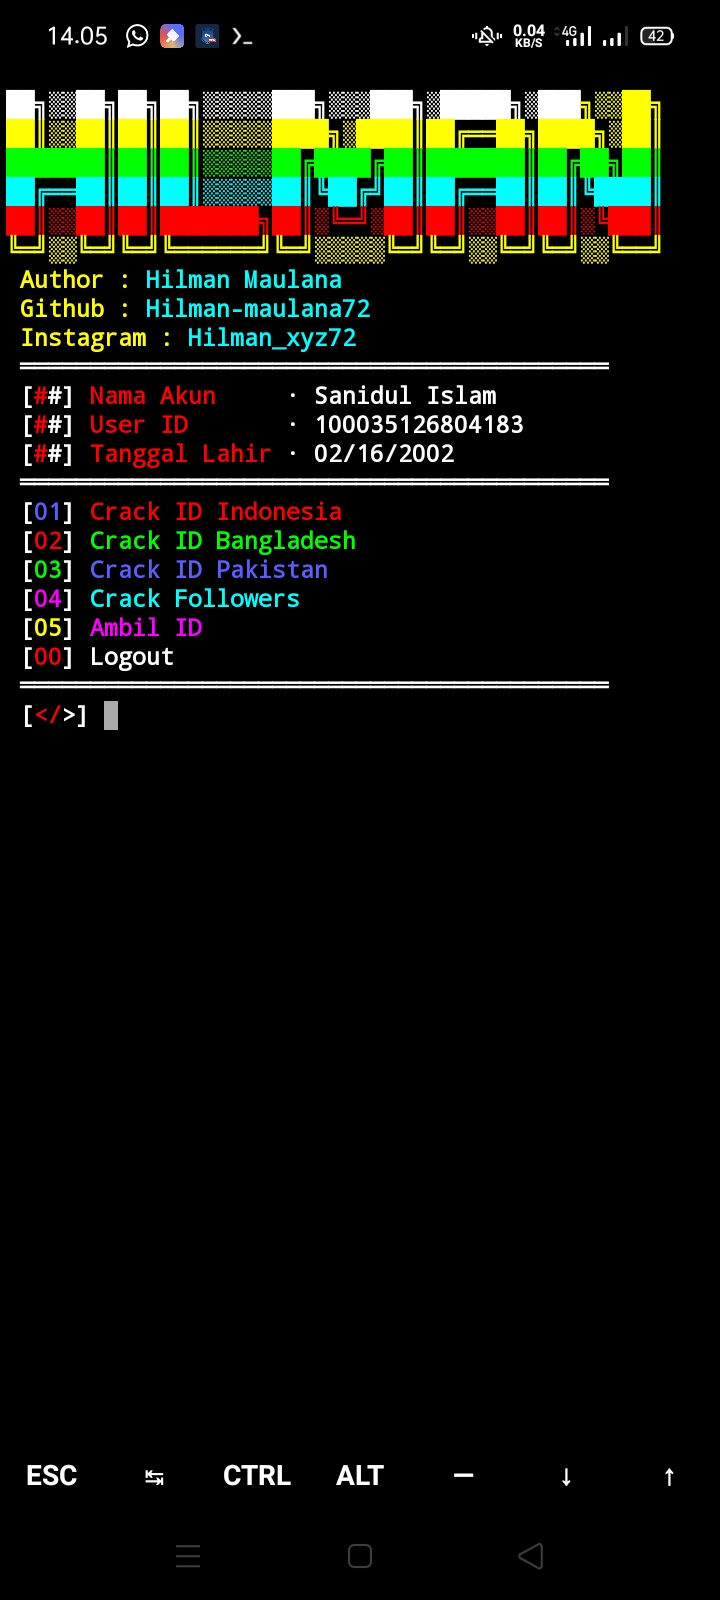 14.05 0.04 KB/S 4G 42
HILMAN
Author : Hilman Maulana
Github : Hilman-maulana72
Instagram : Hilman_xyz72
[##] Nama Akun · Sanidul Islam
[##] User ID · 100035126804183
[##] Tanggal Lahir · 02/16/2002
[01] Crack ID Indonesia
[02] Crack ID Bangladesh
[03] Crack ID Pakistan
[04] Crack Followers
[05] Ambil ID
[00] Logout
[</>]
ESC ↹ CTRL ALT — ↓ ↑